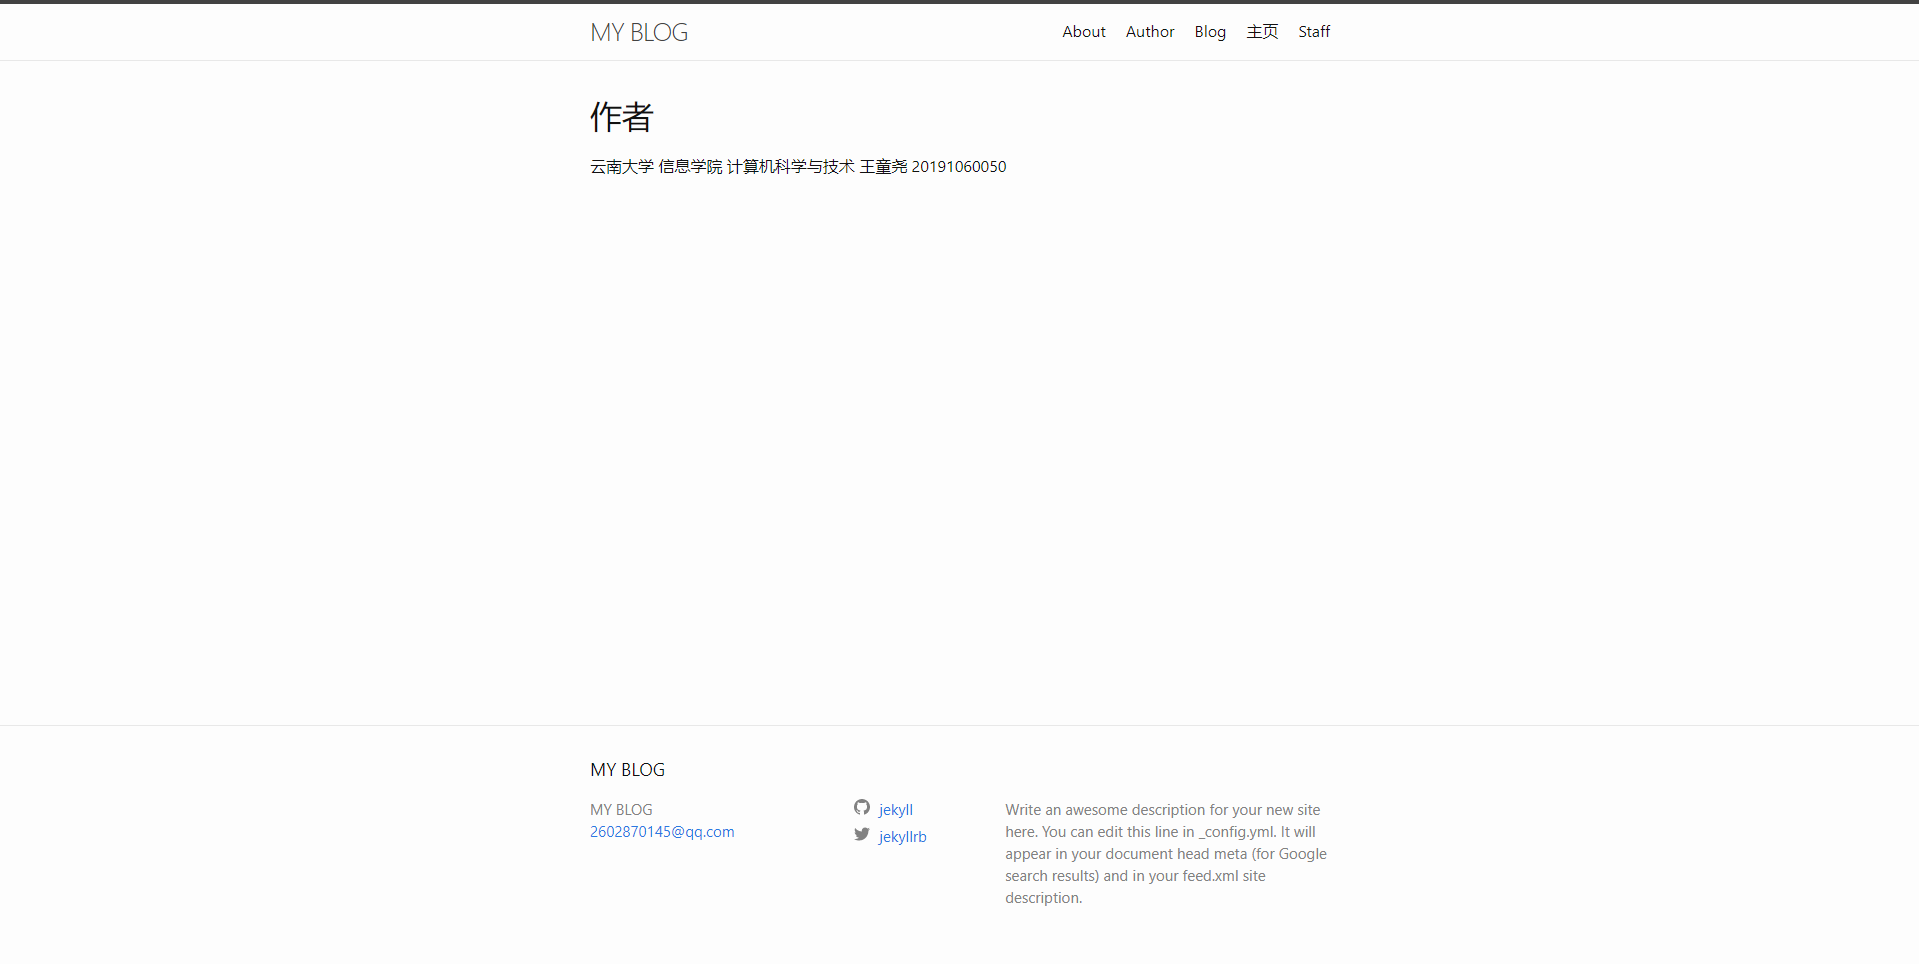 MY BLOG
About Author Blog 主页 Staff
作者
云南大学 信息学院 计算机科学与技术 王童尧 20191060050
MY BLOG
MY BLOG
2602870145@qq.com
jekyll
jekyllrb
Write an awesome description for your new site
here. You can edit this line in _config.yml. It will
appear in your document head meta (for Google
search results) and in your feed.xml site
description.